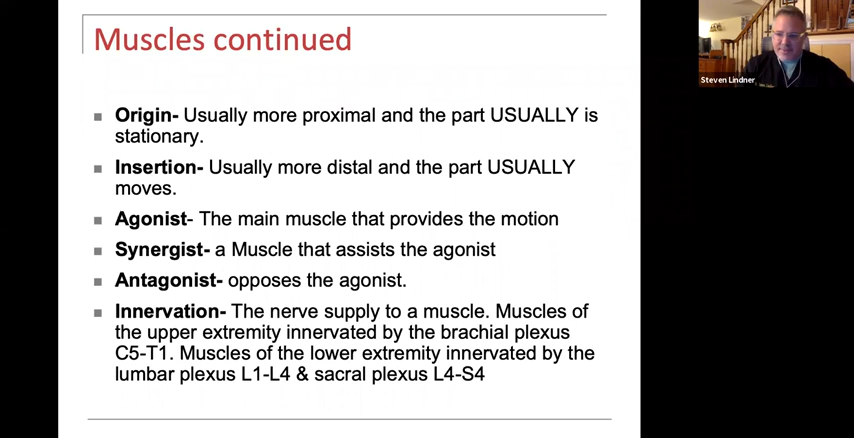 Muscles continued
Origin- Usually more proximal and the part USUALLY is
stationary.
Insertion- Usually more distal and the part USUALLY
moves.
Agonist- The main muscle that provides the motion
Synergist- a Muscle that assists the agonist
Antagonist- opposes the agonist.
Innervation- The nerve supply to a muscle. Muscles of
the upper extremity innervated by the brachial plexus
C5-T1. Muscles of the lower extremity innervated by the
lumbar plexus L1-L4 & sacral plexus L4-S4
Steven Lindner